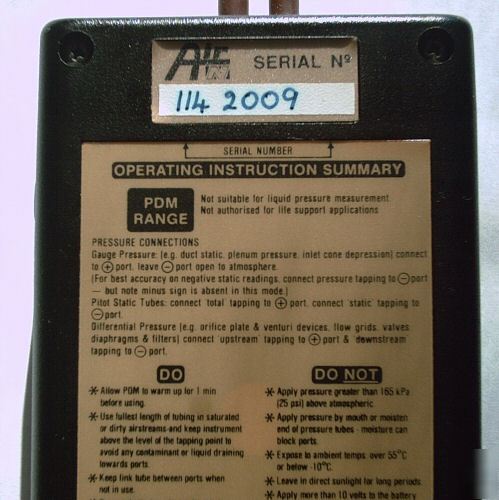 SERIAL Nº
114 2009
SERIAL NUMBER
OPERATING INSTRUCTION SUMMARY
PDM
RANGE
Not suitable for liquid pressure measurement
Not authorised for life support applications
PRESSURE CONNECTIONS
Gauge Pressure: (e.g. duct static, plenum pressure, inlet cone depression) connect
to ⊕ port, leave ⊖ port open to atmosphere.
(For best accuracy on negative static readings, connect pressure tapping to ⊖ port
— but note minus sign is absent in this mode.)
Pitot Static Tubes: connect 'total' tapping to ⊕ port, connect 'static' tapping to
⊖ port.
Differential Pressure (e.g. orifice plate & venturi devices, flow grids, valves
diaphragms & filters) connect 'upstream' tapping to ⊕ port & 'downstream'
tapping to ⊖ port.
DO
* Allow PDM to warm up for 1 min
before using.
* Use fullest length of tubing in saturated
or dirty airstreams and keep instrument
above the level of the tapping point to
avoid any contaminant or liquid draining
towards ports.
* Keep link tube between ports when
not in use.
DO NOT
* Apply pressure greater than 165 kPa
(25 psi) above atmospheric
* Apply pressure by mouth or moisten
end of pressure tubes - moisture can
block ports.
* Expose to ambient temps over 55°C
or below -10°C.
* Leave in direct sunlight for long periods
* Apply more than 10 volts to the battery